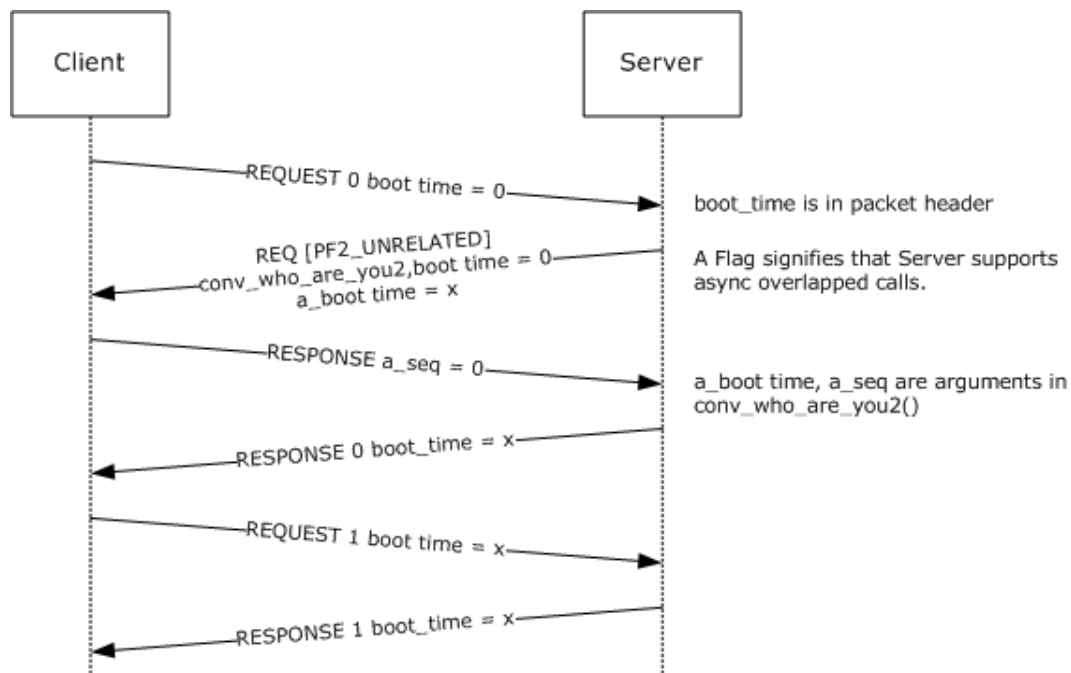 Client
Server
REQUEST 0 boot time = 0
boot_time is in packet header
REQ [PF2_UNRELATED]
conv_who_are_you2,boot time = 0
a_boot time = x
A Flag signifies that Server supports
async overlapped calls.
RESPONSE a_seq = 0
a_boot time, a_seq are arguments in
conv_who_are_you2()
RESPONSE 0 boot_time = x
REQUEST 1 boot time = x
RESPONSE 1 boot_time = x